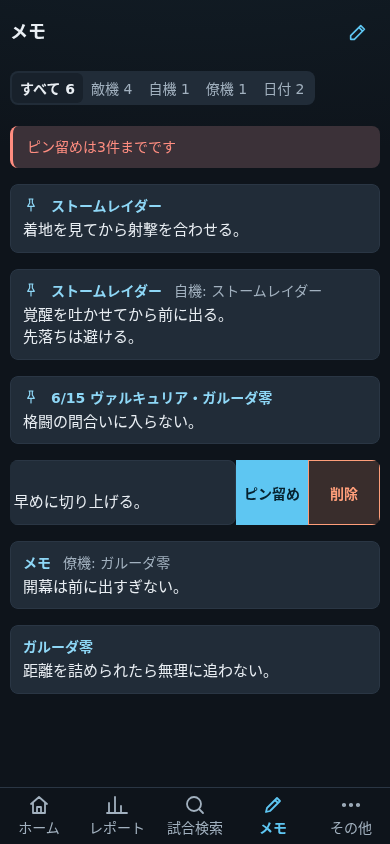 メモ
すべて 6 敵機 4 自機 1 僚機 1 日付 2
ピン留めは3件までです
ストームレイダー
着地を見てから射撃を合わせる。
ストームレイダー 自機: ストームレイダー
覚醒を吐かせてから前に出る。
先落ちは避ける。
6/15 ヴァルキュリア・ガルーダ零
格闘の間合いに入らない。
早めに切り上げる。 ピン留め 削除
メモ 僚機: ガルーダ零
開幕は前に出すぎない。
ガルーダ零
距離を詰められたら無理に追わない。
ホーム レポート 試合検索 メモ その他